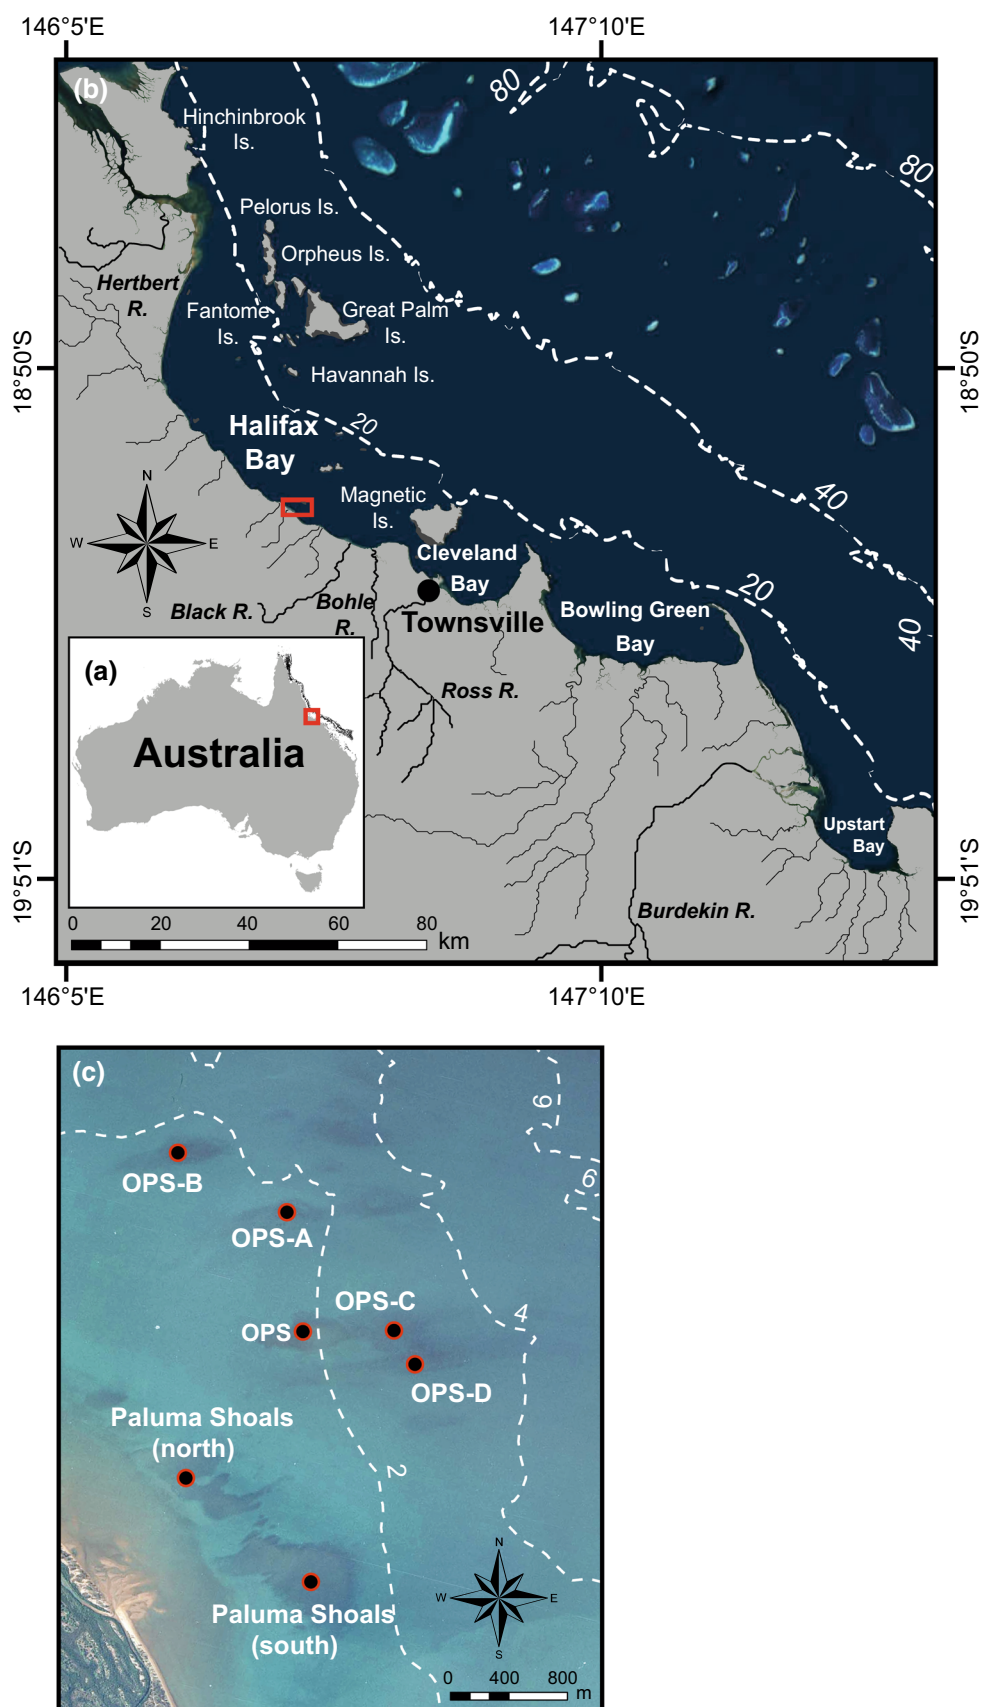 146°5'E
147°10'E
(b)
80
Hinchinbrook
Is.
80
Pelorus Is.
Orpheus Is.
Hertbert
R.
Fantome
Is.
Great Palm
Is.
18°50'S
18°50'S
Havannah Is.
20
Halifax
Bay
Magnetic
Is.
40
N
W
E
S
Cleveland
Bay
20
Black R.
Bohle
R.
Townsville
Bowling Green
Bay
40
(a)
Australia
Ross R.
Upstart
Bay
19°51'S
19°51'S
Burdekin R.
0 20 40 60 80
km
146°5'E
147°10'E
(c)
6
OPS-B
6
OPS-A
OPS-C
4
OPS
OPS-D
Paluma Shoals
(north)
2
N
W
E
S
Paluma Shoals
(south)
0 400 800
m